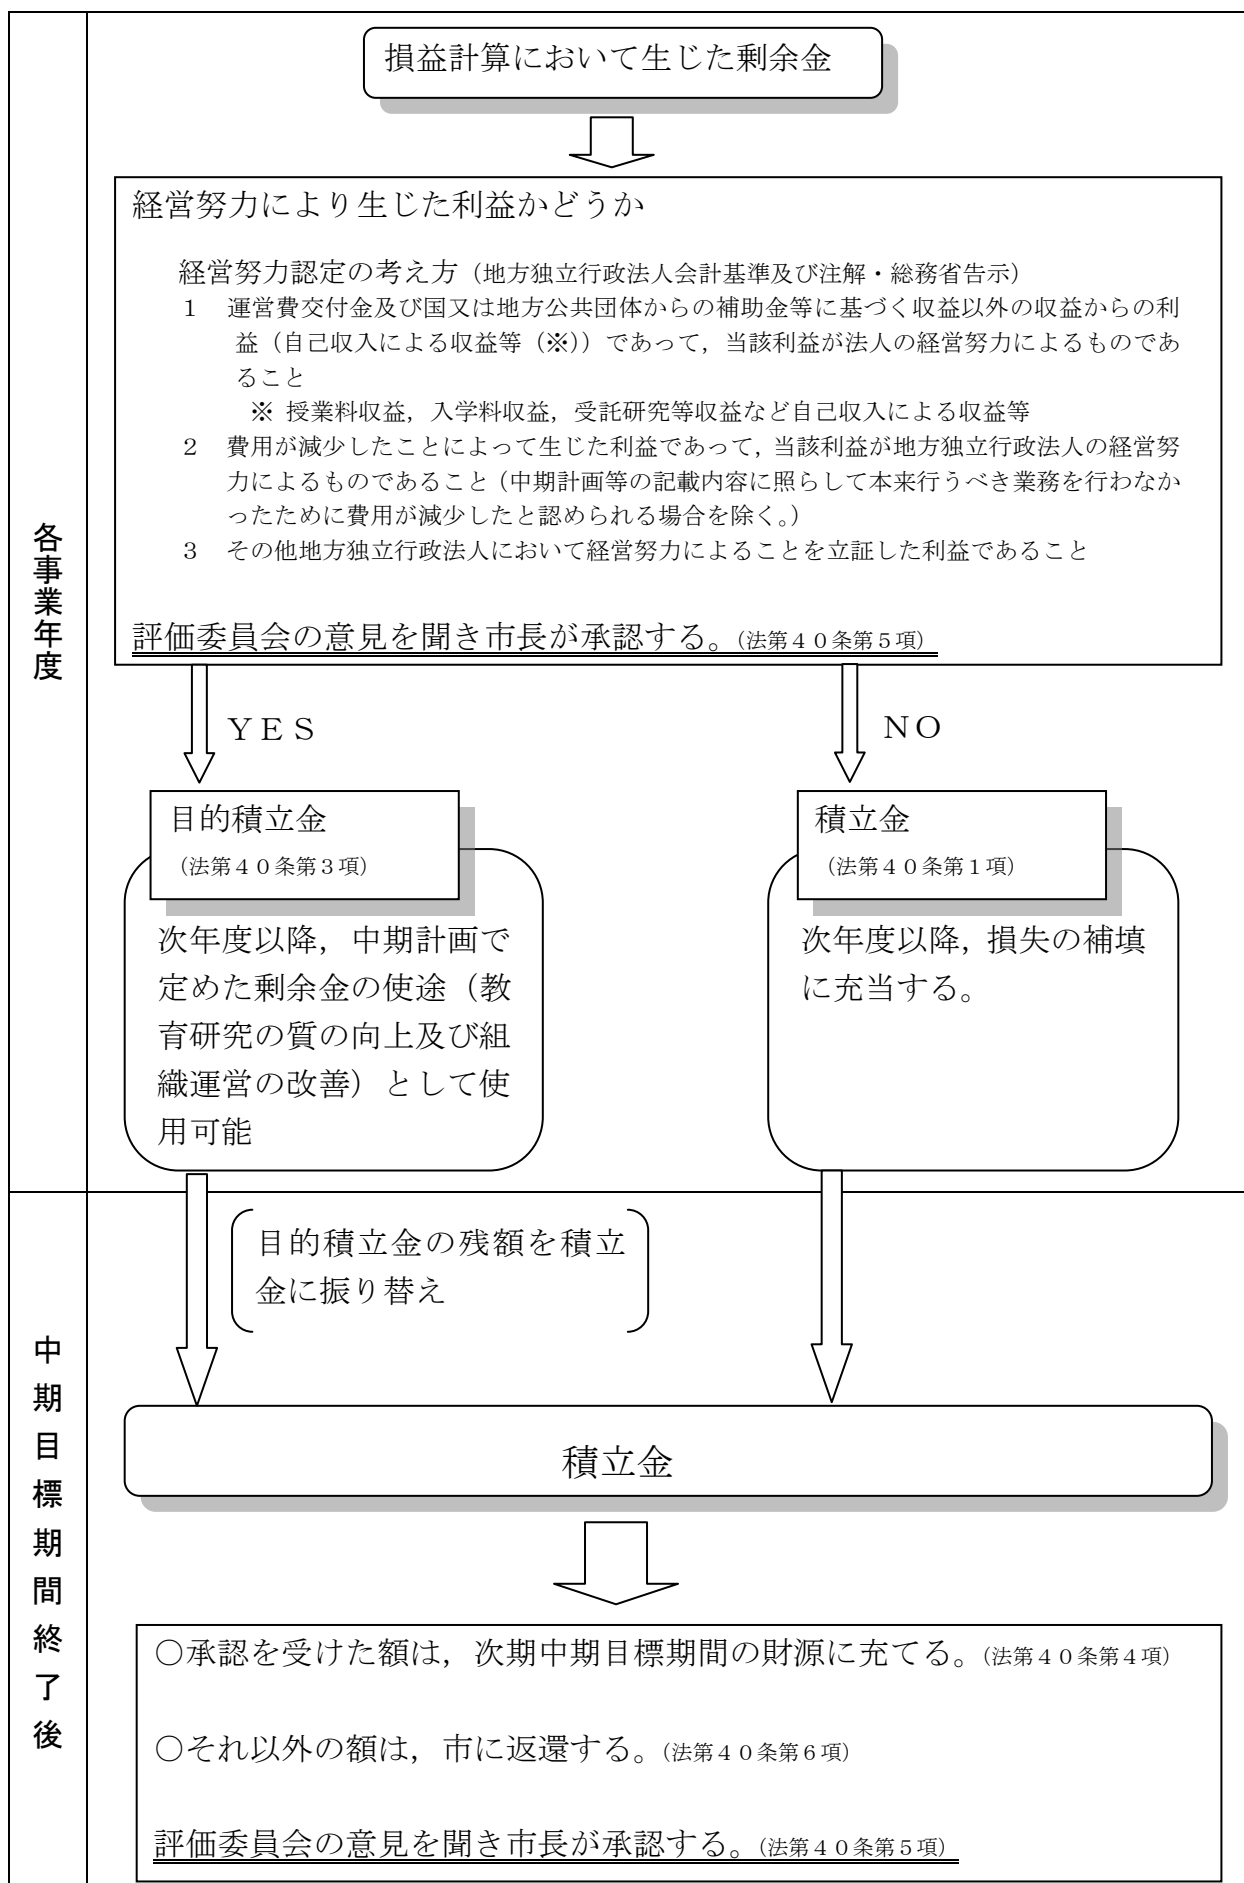 損益計算において生じた剰余金
経営努力により生じた利益かどうか
経営努力認定の考え方（地方独立行政法人会計基準及び注解・総務省告示）
１　運営費交付金及び国又は地方公共団体からの補助金等に基づく収益以外の収益からの利
益（自己収入による収益等（※））であって，当該利益が法人の経営努力によるものであ
ること
※ 授業料収益，入学料収益，受託研究等収益など自己収入による収益等
２　費用が減少したことによって生じた利益であって，当該利益が地方独立行政法人の経営努
力によるものであること（中期計画等の記載内容に照らして本来行うべき業務を行わなか
ったために費用が減少したと認められる場合を除く。）
３　その他地方独立行政法人において経営努力によることを立証した利益であること
評価委員会の意見を聞き市長が承認する。（法第４０条第５項）
各事業年度
ＹＥＳ
ＮＯ
目的積立金
（法第４０条第３項）
次年度以降，中期計画で
定めた剰余金の使途（教
育研究の質の向上及び組
織運営の改善）として使
用可能
積立金
（法第４０条第１項）
次年度以降，損失の補填
に充当する。
目的積立金の残額を積立
金に振り替え
中期目標期間終了後
積立金
○承認を受けた額は，次期中期目標期間の財源に充てる。（法第４０条第４項）
○それ以外の額は，市に返還する。（法第４０条第６項）
評価委員会の意見を聞き市長が承認する。（法第４０条第５項）